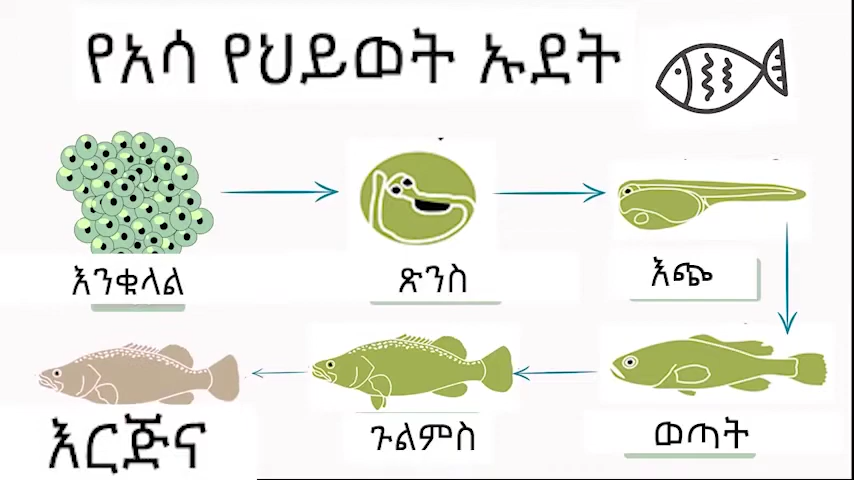 የአሳ የህይወት ኡደት
እንቁላል
ጽንስ
እጭ
ወጣት
ጉልምስ
እርጅና